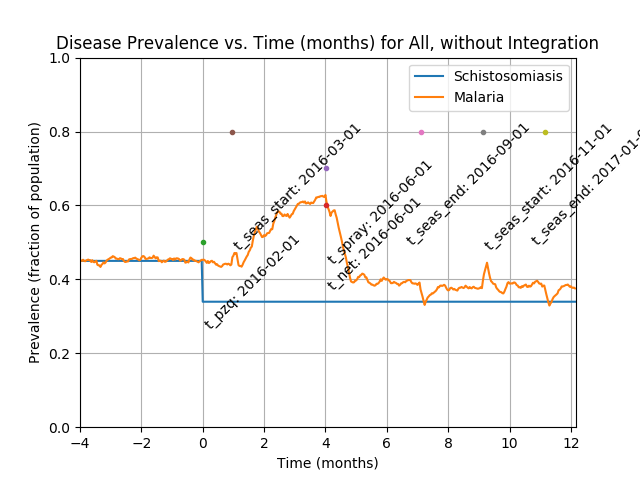 Disease Prevalence vs. Time (months) for All, without Integration
Prevalence (fraction of population)
1.0
0.8
0.6
0.4
0.2
0.0
Schistosomiasis
Malaria
t_pzq: 2016-02-01
t_seas_start: 2016-03-01
t_spray: 2016-06-01
t_net: 2016-06-01
t_seas_end: 2016-09-01
t_seas_start: 2016-11-01
t_seas_end: 2017-01-0
−4
−2
0
2
4
6
8
10
12
Time (months)